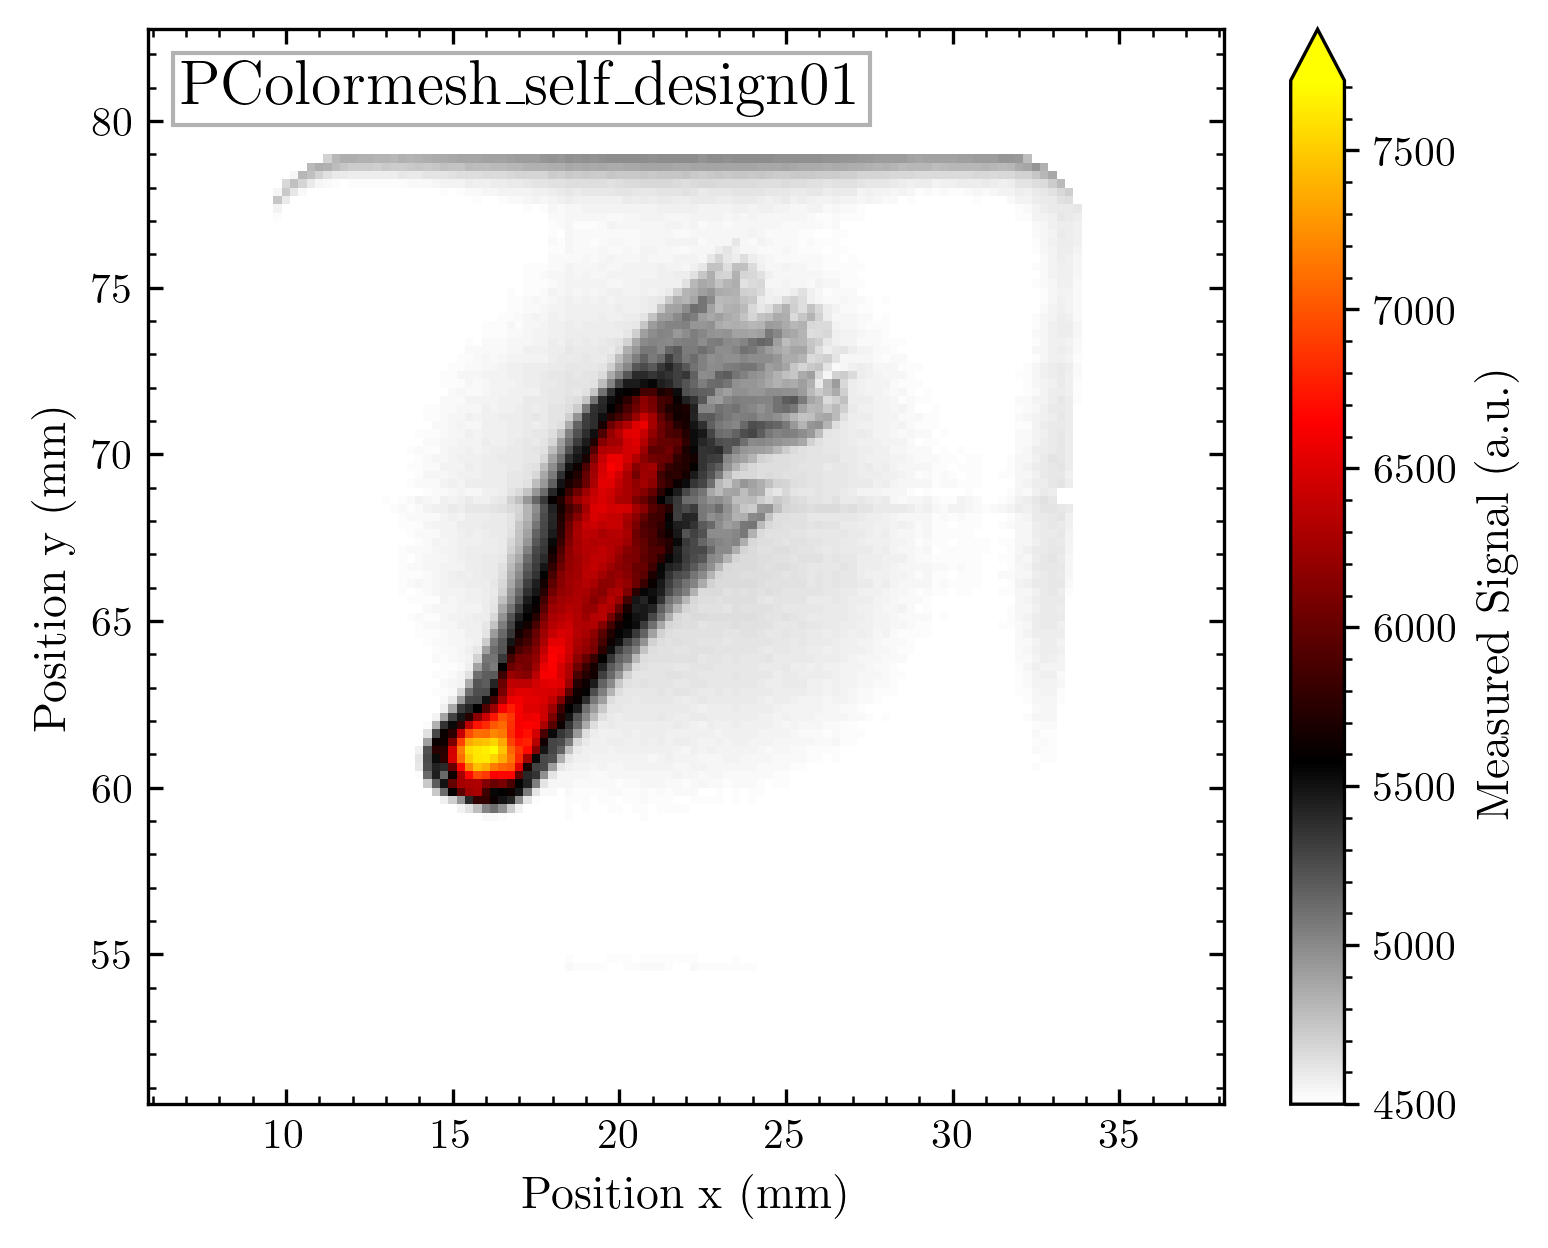 PColormesh_self_design01
80
75
70
65
60
55
Position y (mm)
10 15 20 25 30 35
Position x (mm)
7500
7000
6500
6000
5500
5000
4500
Measured Signal (a.u.)